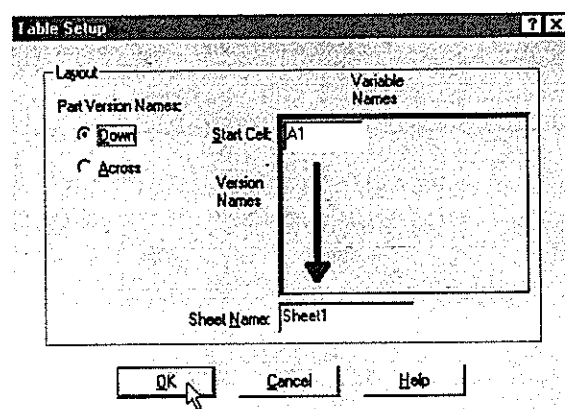 Table Setup
Layout
Variable
Names
Part Version Names:
Down
Start Cell:
A1
Across
Version
Names
Sheet Name:
Sheet1
OK
Cancel
Help